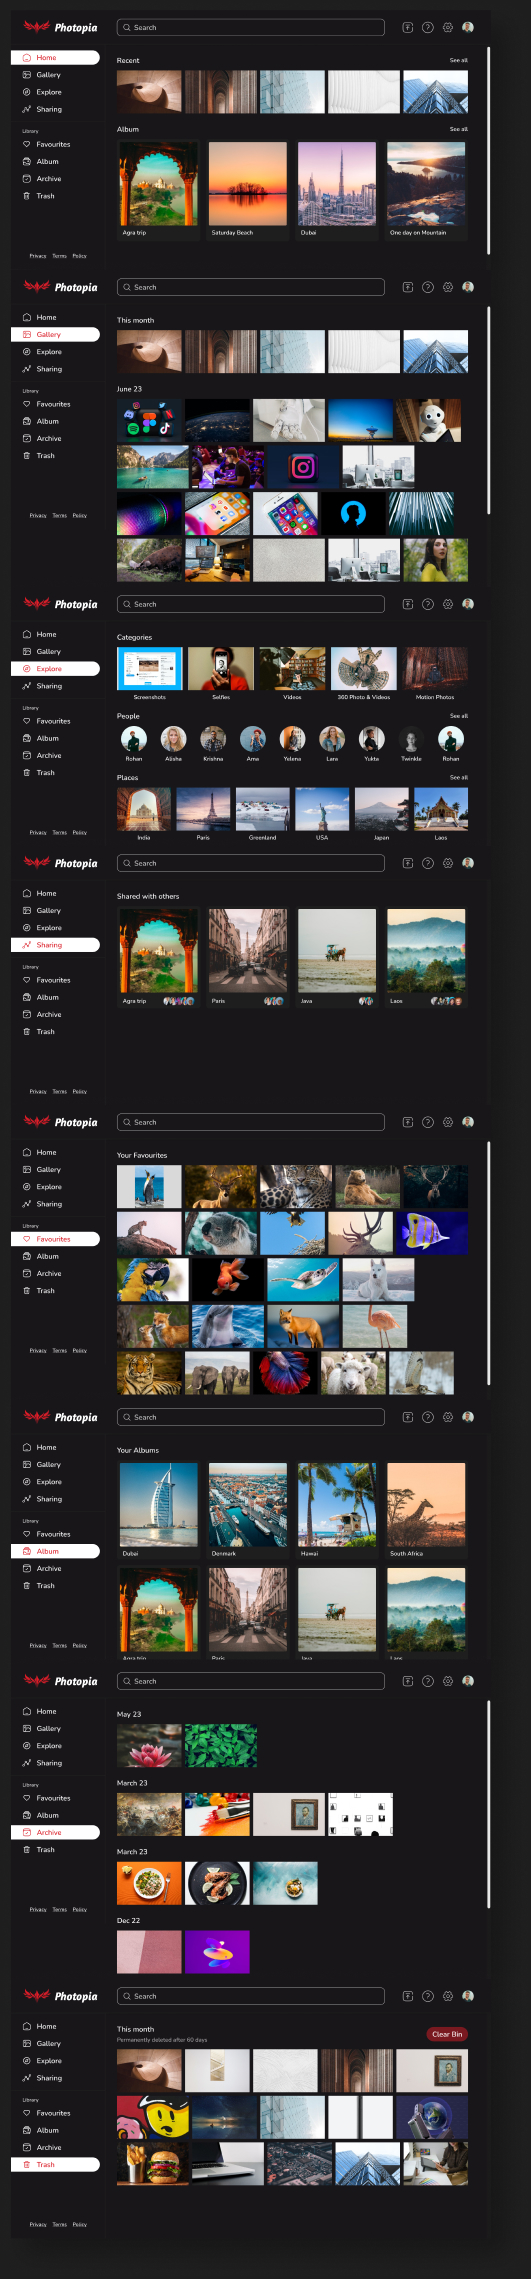 Photopia
Search
Home
Gallery
Explore
Sharing
Library
Favourites
Album
Archive
Trash
Privacy Terms Policy
Recent See all
Album See all
Agra trip Saturday Beach Dubai One day on Mountain
Photopia
Search
Home
Gallery
Explore
Sharing
Library
Favourites
Album
Archive
Trash
Privacy Terms Policy
This month
June 23
Photopia
Search
Home
Gallery
Explore
Sharing
Library
Favourites
Album
Archive
Trash
Privacy Terms Policy
Categories
Screenshots Selfies Videos 360 Photo & Videos Motion Photos
People See all
Rohan Alisha Krishna Ama Yelena Lara Yukta Twinkle Rohan
Places See all
India Paris Greenland USA Japan Laos
Photopia
Search
Home
Gallery
Explore
Sharing
Library
Favourites
Album
Archive
Trash
Privacy Terms Policy
Shared with others
Agra trip Paris Java Laos
Photopia
Search
Home
Gallery
Explore
Sharing
Library
Favourites
Album
Archive
Trash
Privacy Terms Policy
Your Favourites
Photopia
Search
Home
Gallery
Explore
Sharing
Library
Favourites
Album
Archive
Trash
Privacy Terms Policy
Your Albums
Dubai Denmark Hawai South Africa
Agra trip Paris Java Laos
Photopia
Search
Home
Gallery
Explore
Sharing
Library
Favourites
Album
Archive
Trash
Privacy Terms Policy
May 23
March 23
March 23
Dec 22
Photopia
Search
Home
Gallery
Explore
Sharing
Library
Favourites
Album
Archive
Trash
Privacy Terms Policy
This month
Permanently deleted after 60 days
Clear Bin